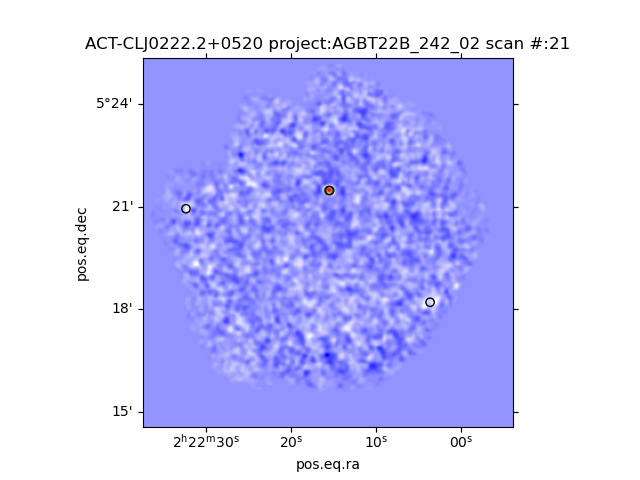 ACT-CLJ0222.2+0520 project:AGBT22B_242_02 scan #:21
5°24'
21'
18'
15'
pos.eq.dec
2ʰ22ᵐ30ˢ 20ˢ 10ˢ 00ˢ
pos.eq.ra